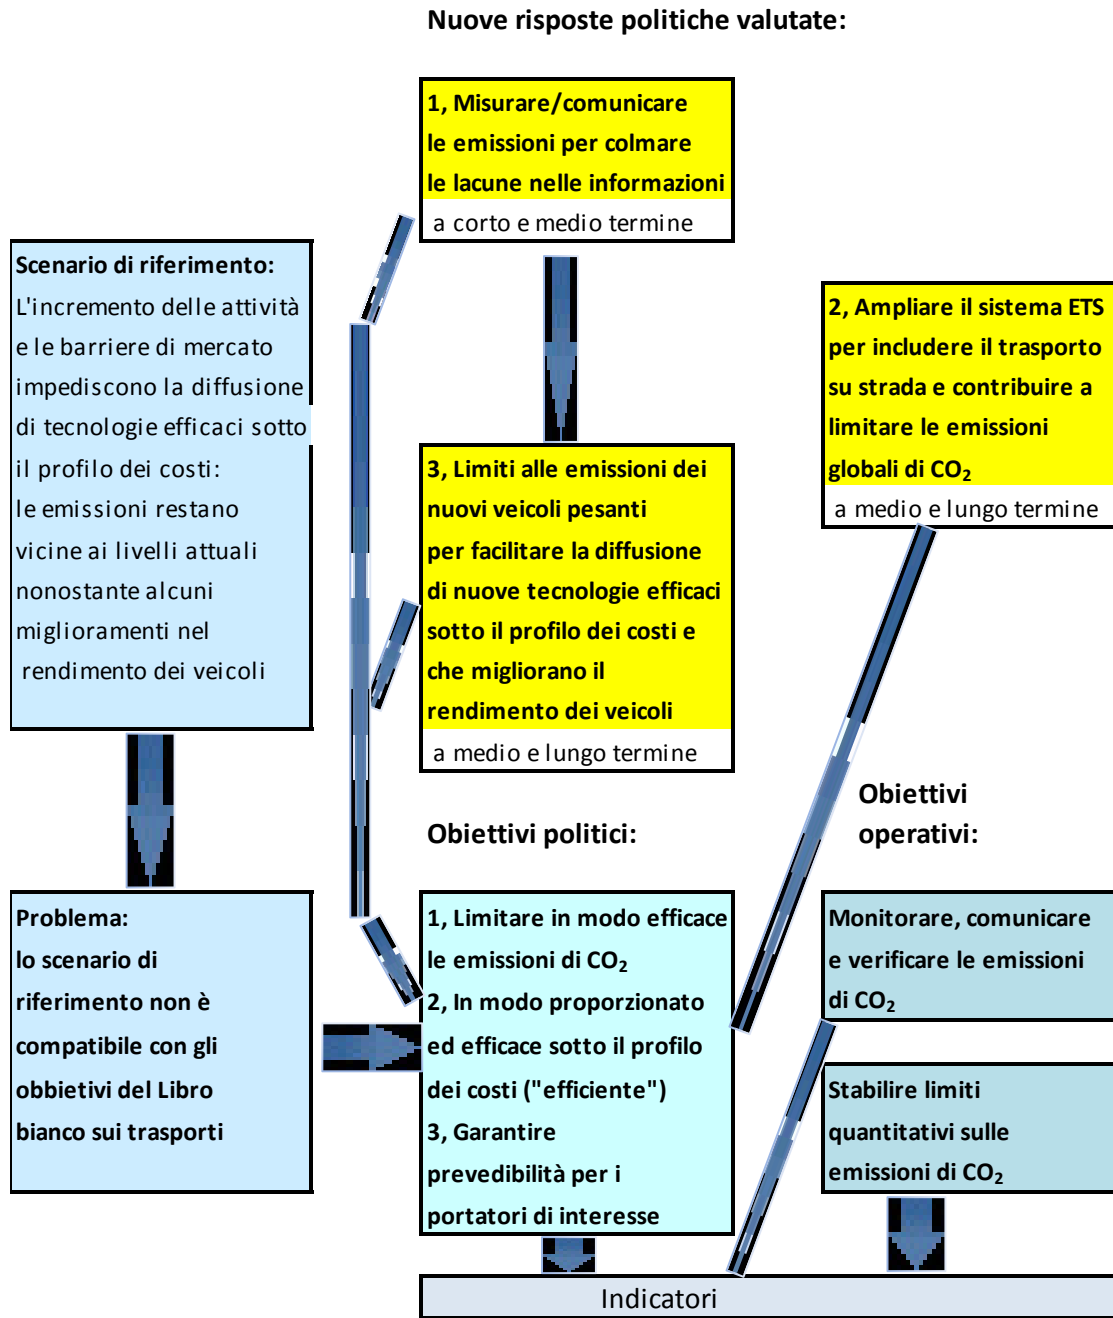 Nuove risposte politiche valutate:
1, Misurare/comunicare
le emissioni per colmare
le lacune nelle informazioni
a corto e medio termine
Scenario di riferimento:
L'incremento delle attività
e le barriere di mercato
impediscono la diffusione
di tecnologie efficaci sotto
il profilo dei costi:
le emissioni restano
vicine ai livelli attuali
nonostante alcuni
miglioramenti nel
rendimento dei veicoli
2, Ampliare il sistema ETS
per includere il trasporto
su strada e contribuire a
limitare le emissioni
globali di CO₂
a medio e lungo termine
3, Limiti alle emissioni dei
nuovi veicoli pesanti
per facilitare la diffusione
di nuove tecnologie efficaci
sotto il profilo dei costi e
che migliorano il
rendimento dei veicoli
a medio e lungo termine
Obiettivi politici:
Obiettivi
operativi:
Problema:
lo scenario di
riferimento non è
compatibile con gli
obbietivi del Libro
bianco sui trasporti
1, Limitare in modo efficace
le emissioni di CO₂
2, In modo proporzionato
ed efficace sotto il profilo
dei costi ("efficiente")
3, Garantire
prevedibilità per i
portatori di interesse
Monitorare, comunicare
e verificare le emissioni
di CO₂
Stabilire limiti
quantitativi sulle
emissioni di CO₂
Indicatori